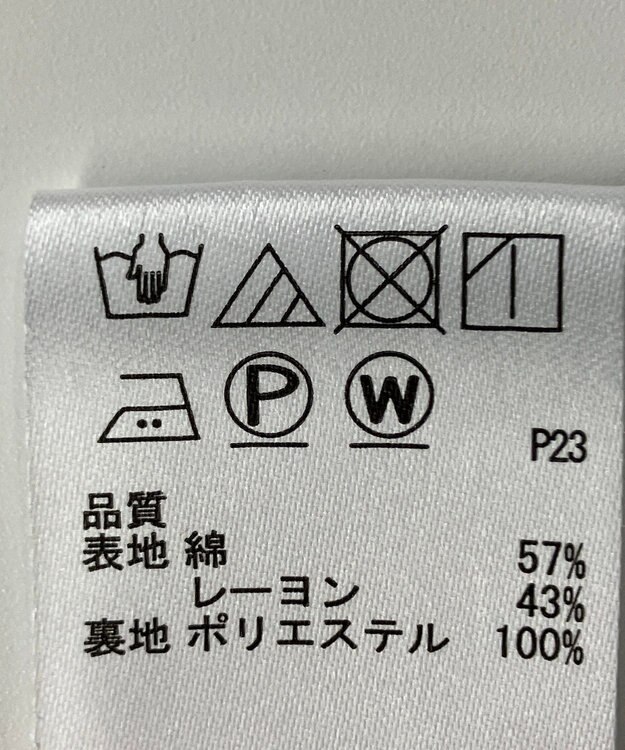 P W
P23
品質
表地 綿 57%
レーヨン 43%
裏地 ポリエステル 100%